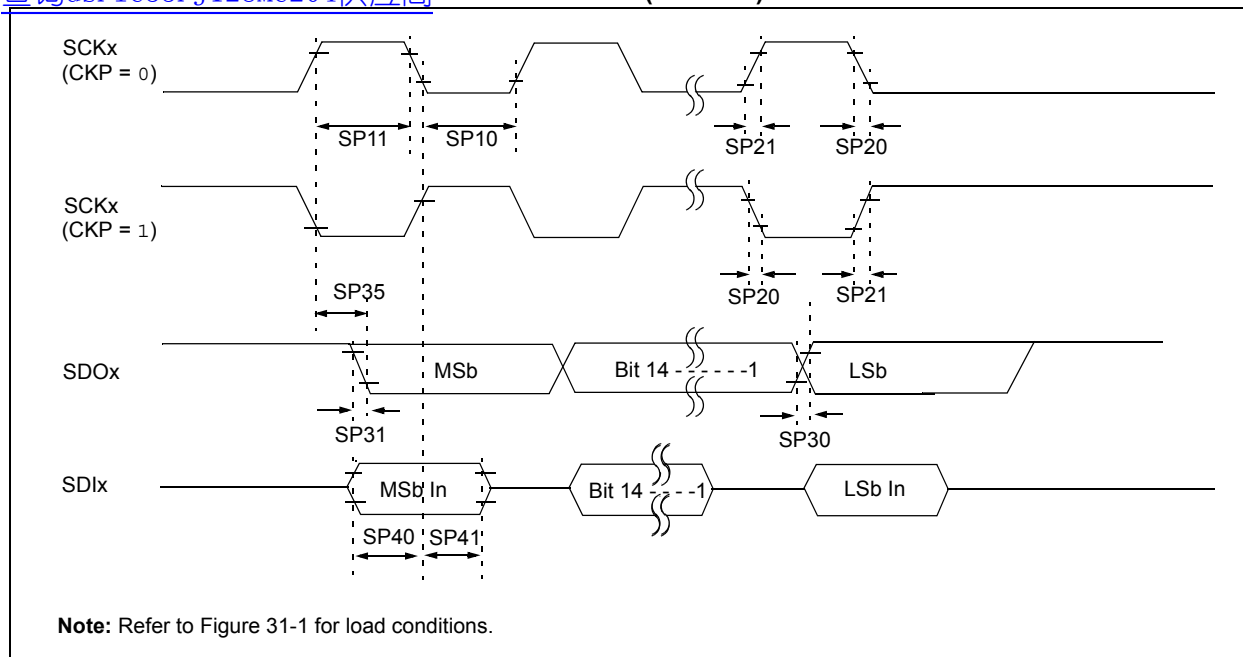 SCKx
(CKP = 0)
SP11
SP10
SP21
SP20
SCKx
(CKP = 1)
SP35
SP20
SP21
SDOx
MSb
Bit 14 - - - - - -1
LSb
SP31
SP30
SDIx
MSb In
Bit 14 - - - -1
LSb In
SP40
SP41
Note: Refer to Figure 31-1 for load conditions.